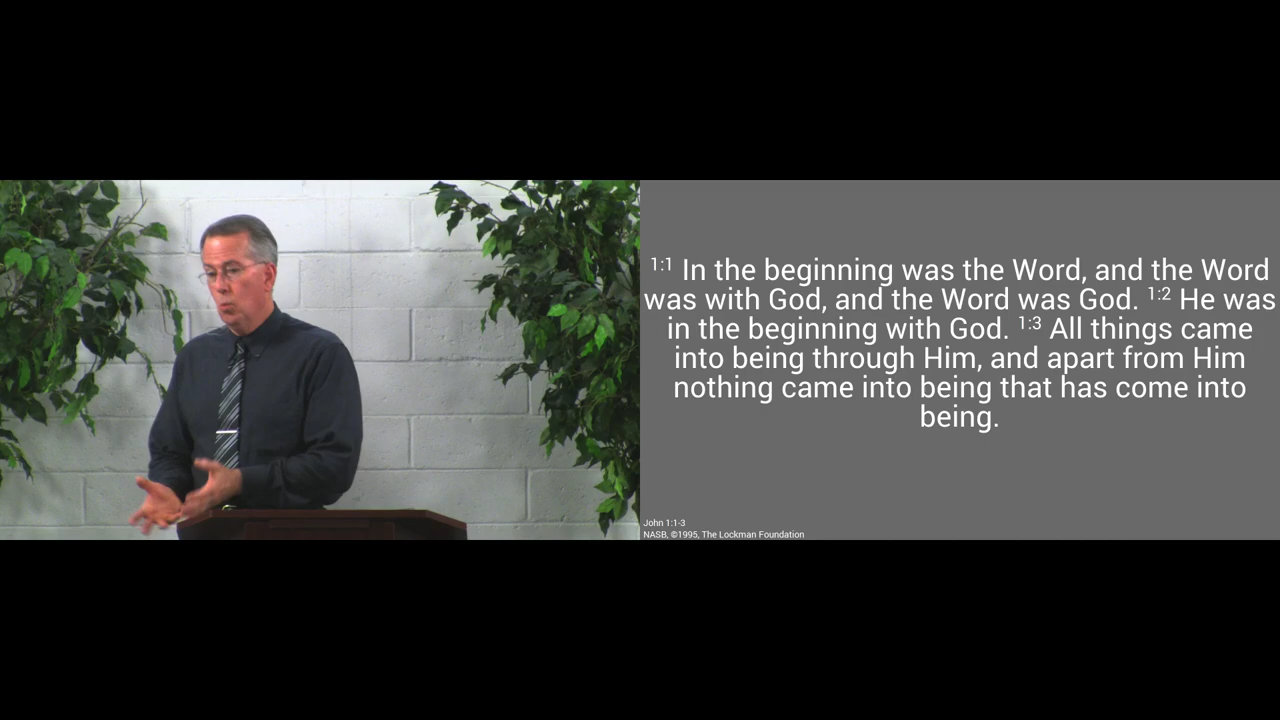 1:1 In the beginning was the Word, and the Word
was with God, and the Word was God. 1:2 He was
in the beginning with God. 1:3 All things came
into being through Him, and apart from Him
nothing came into being that has come into
being.
John 1:1-3
NASB, ©1995, The Lockman Foundation